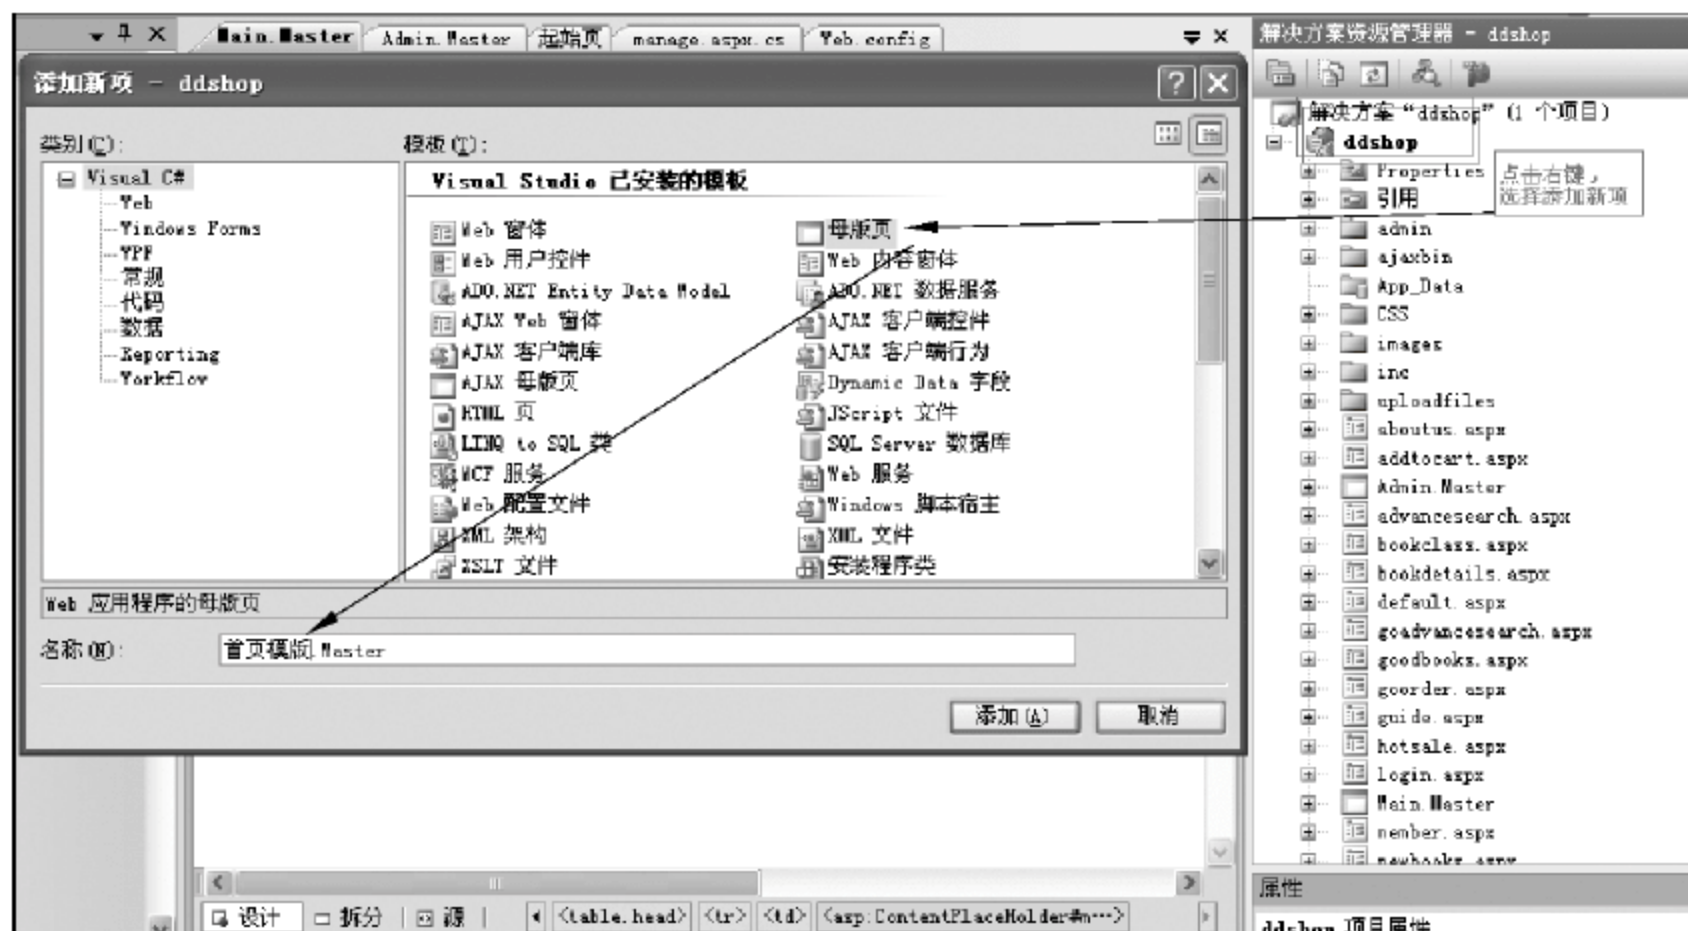 Main.Master Admin.Master 起始页 manage.aspx.cs Web.config
解决方案资源管理器 - ddshop
添加新项 - ddshop
类别(C):
模板(T):
Visual C#
Web
Windows Forms
WPF
常规
代码
数据
Reporting
Workflow
Visual Studio 已安装的模板
Web 窗体 母版页
Web 用户控件 Web 内容窗体
ADO.NET Entity Data Model ADO.NET 数据服务
AJAX Web 窗体 AJAX 客户端控件
AJAX 客户端库 AJAX 客户端行为
AJAX 母版页 Dynamic Data 字段
HTML 页 JScript 文件
LINQ to SQL 类 SQL Server 数据库
WCF 服务 Web 服务
Web 配置文件 Windows 脚本宿主
XML 架构 XML 文件
XSLT 文件 安装程序类
Web 应用程序的母版页
名称(N):
首页模版.Master
添加(A) 取消
解决方案“ddshop”(1 个项目)
ddshop
Properties
点击右键，
选择添加新项
引用
admin
ajaxbin
App_Data
CSS
images
inc
uploadfiles
aboutus.aspx
addtocart.aspx
Admin.Master
advancesearch.aspx
bookclass.aspx
bookdetails.aspx
default.aspx
goadvancesearch.aspx
goodbooks.aspx
goorder.aspx
guide.aspx
hotsale.aspx
login.aspx
Main.Master
member.aspx
newbooks.aspx
属性
ddshop 项目属性
设计 拆分 源
<table.head> <tr> <td> <asp:ContentPlaceHolder#m…>